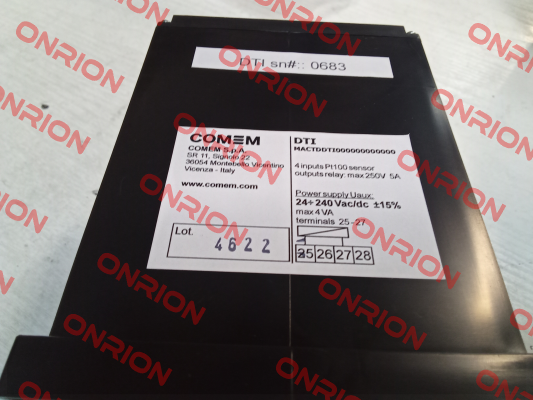 DTI sn#:: 0683
COMEM
COMEM S.p.A.
SR 11, Signolo 22
36054 Montebello Vicentino
Vicenza - Italy
www.comem.com
Lot.
4622
DTI
MACTDDTI000000000000
4 inputs Pt100 sensor
outputs relay: max 250V 5A
Power supply Uaux:
24÷240 Vac/dc ±15%
max 4VA
terminals 25-27
25 26 27 28
ONRION
ONRION
ONRION
ONRION
ONRION
ONRION
ONRION
ONRION
ONRION
ONRION
ONRION
ONRION